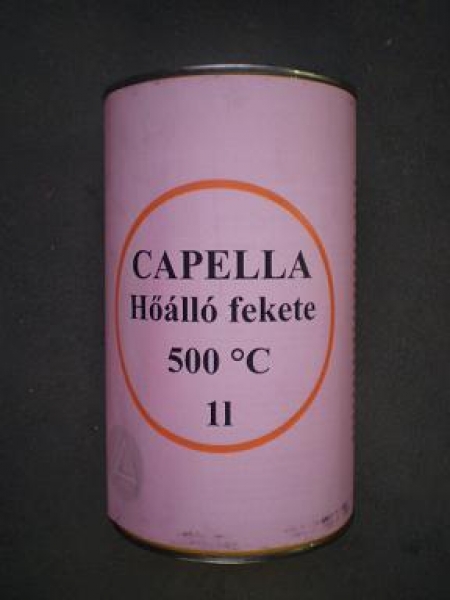 CAPELLA
Hőálló fekete
500 °C
1l